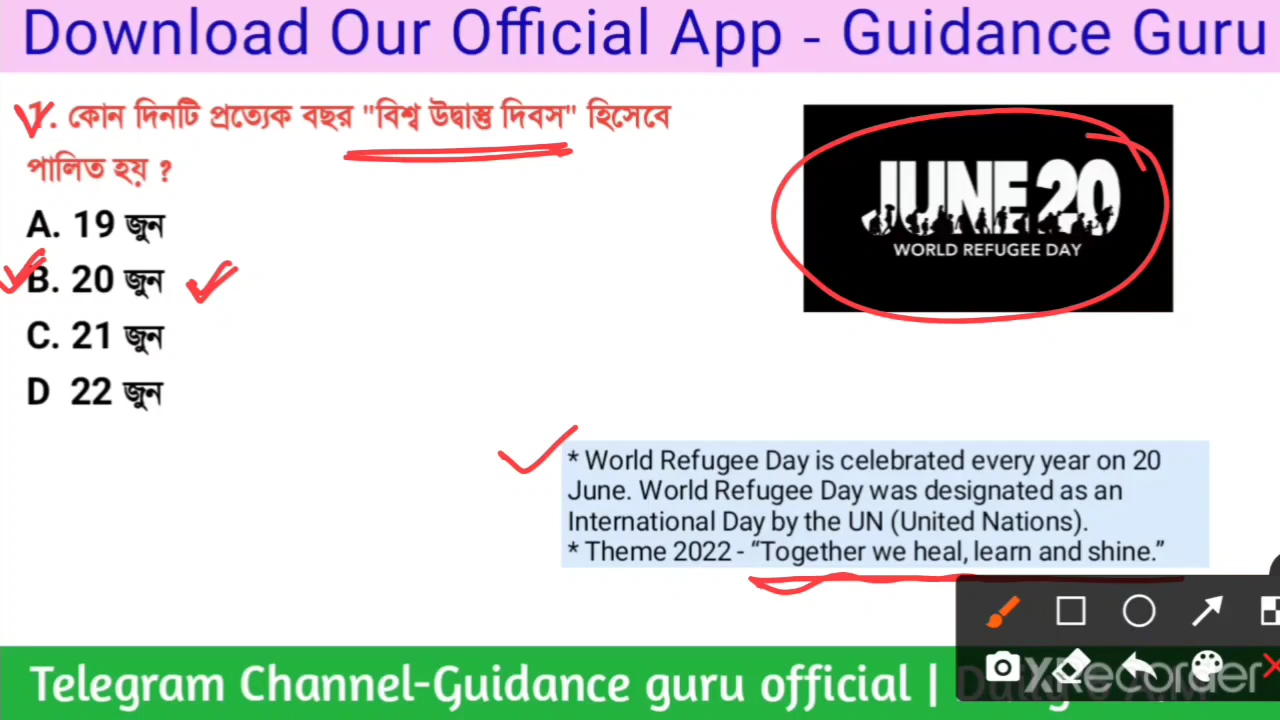 Download Our Official App - Guidance Guru
1. কোন দিনটি প্রত্যেক বছর "বিশ্ব উদ্বাস্তু দিবস" হিসেবে
পালিত হয় ?
A. 19 জুন
B. 20 জুন
C. 21 জুন
D 22 জুন
JUNE 20
WORLD REFUGEE DAY
* World Refugee Day is celebrated every year on 20
June. World Refugee Day was designated as an
International Day by the UN (United Nations).
* Theme 2022 - “Together we heal, learn and shine.”
Telegram Channel-Guidance guru official |
XRecorder